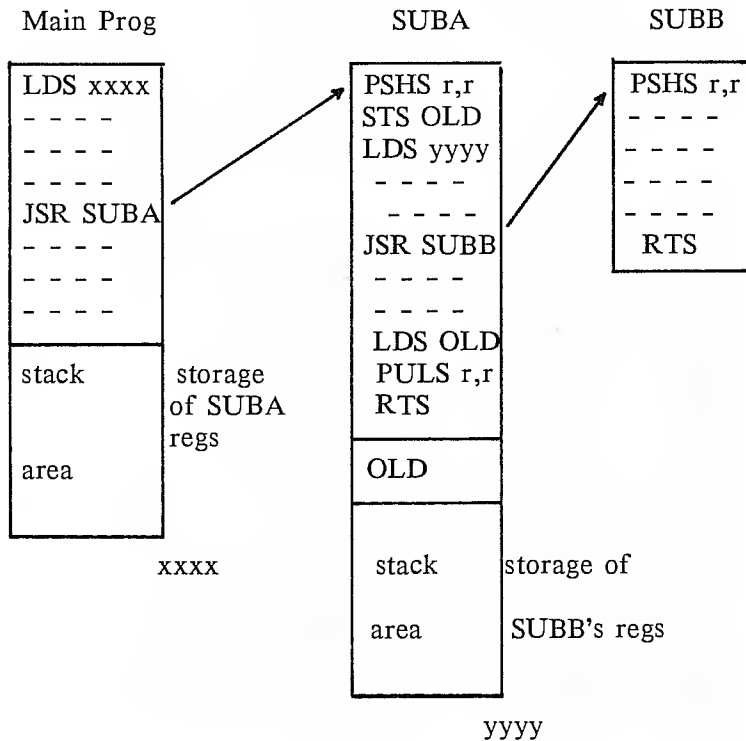 Main Prog
LDS xxxx
- - - -
- - - -
- - - -
JSR SUBA
- - - -
- - - -
- - - -
stack
area
storage
of SUBA
regs
xxxx
SUBA
PSHS r,r
STS OLD
LDS yyyy
- - - -
- - - -
JSR SUBB
- - - -
- - - -
LDS OLD
PULS r,r
RTS
OLD
stack
area
storage of
SUBB's regs
yyyy
SUBB
PSHS r,r
- - - -
- - - -
- - - -
- - - -
RTS